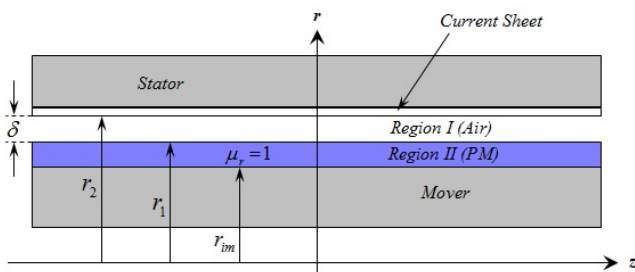 r
Current Sheet
Stator
δ
Region I (Air)
μr = 1
Region II (PM)
r2
r1
rim
Mover
z